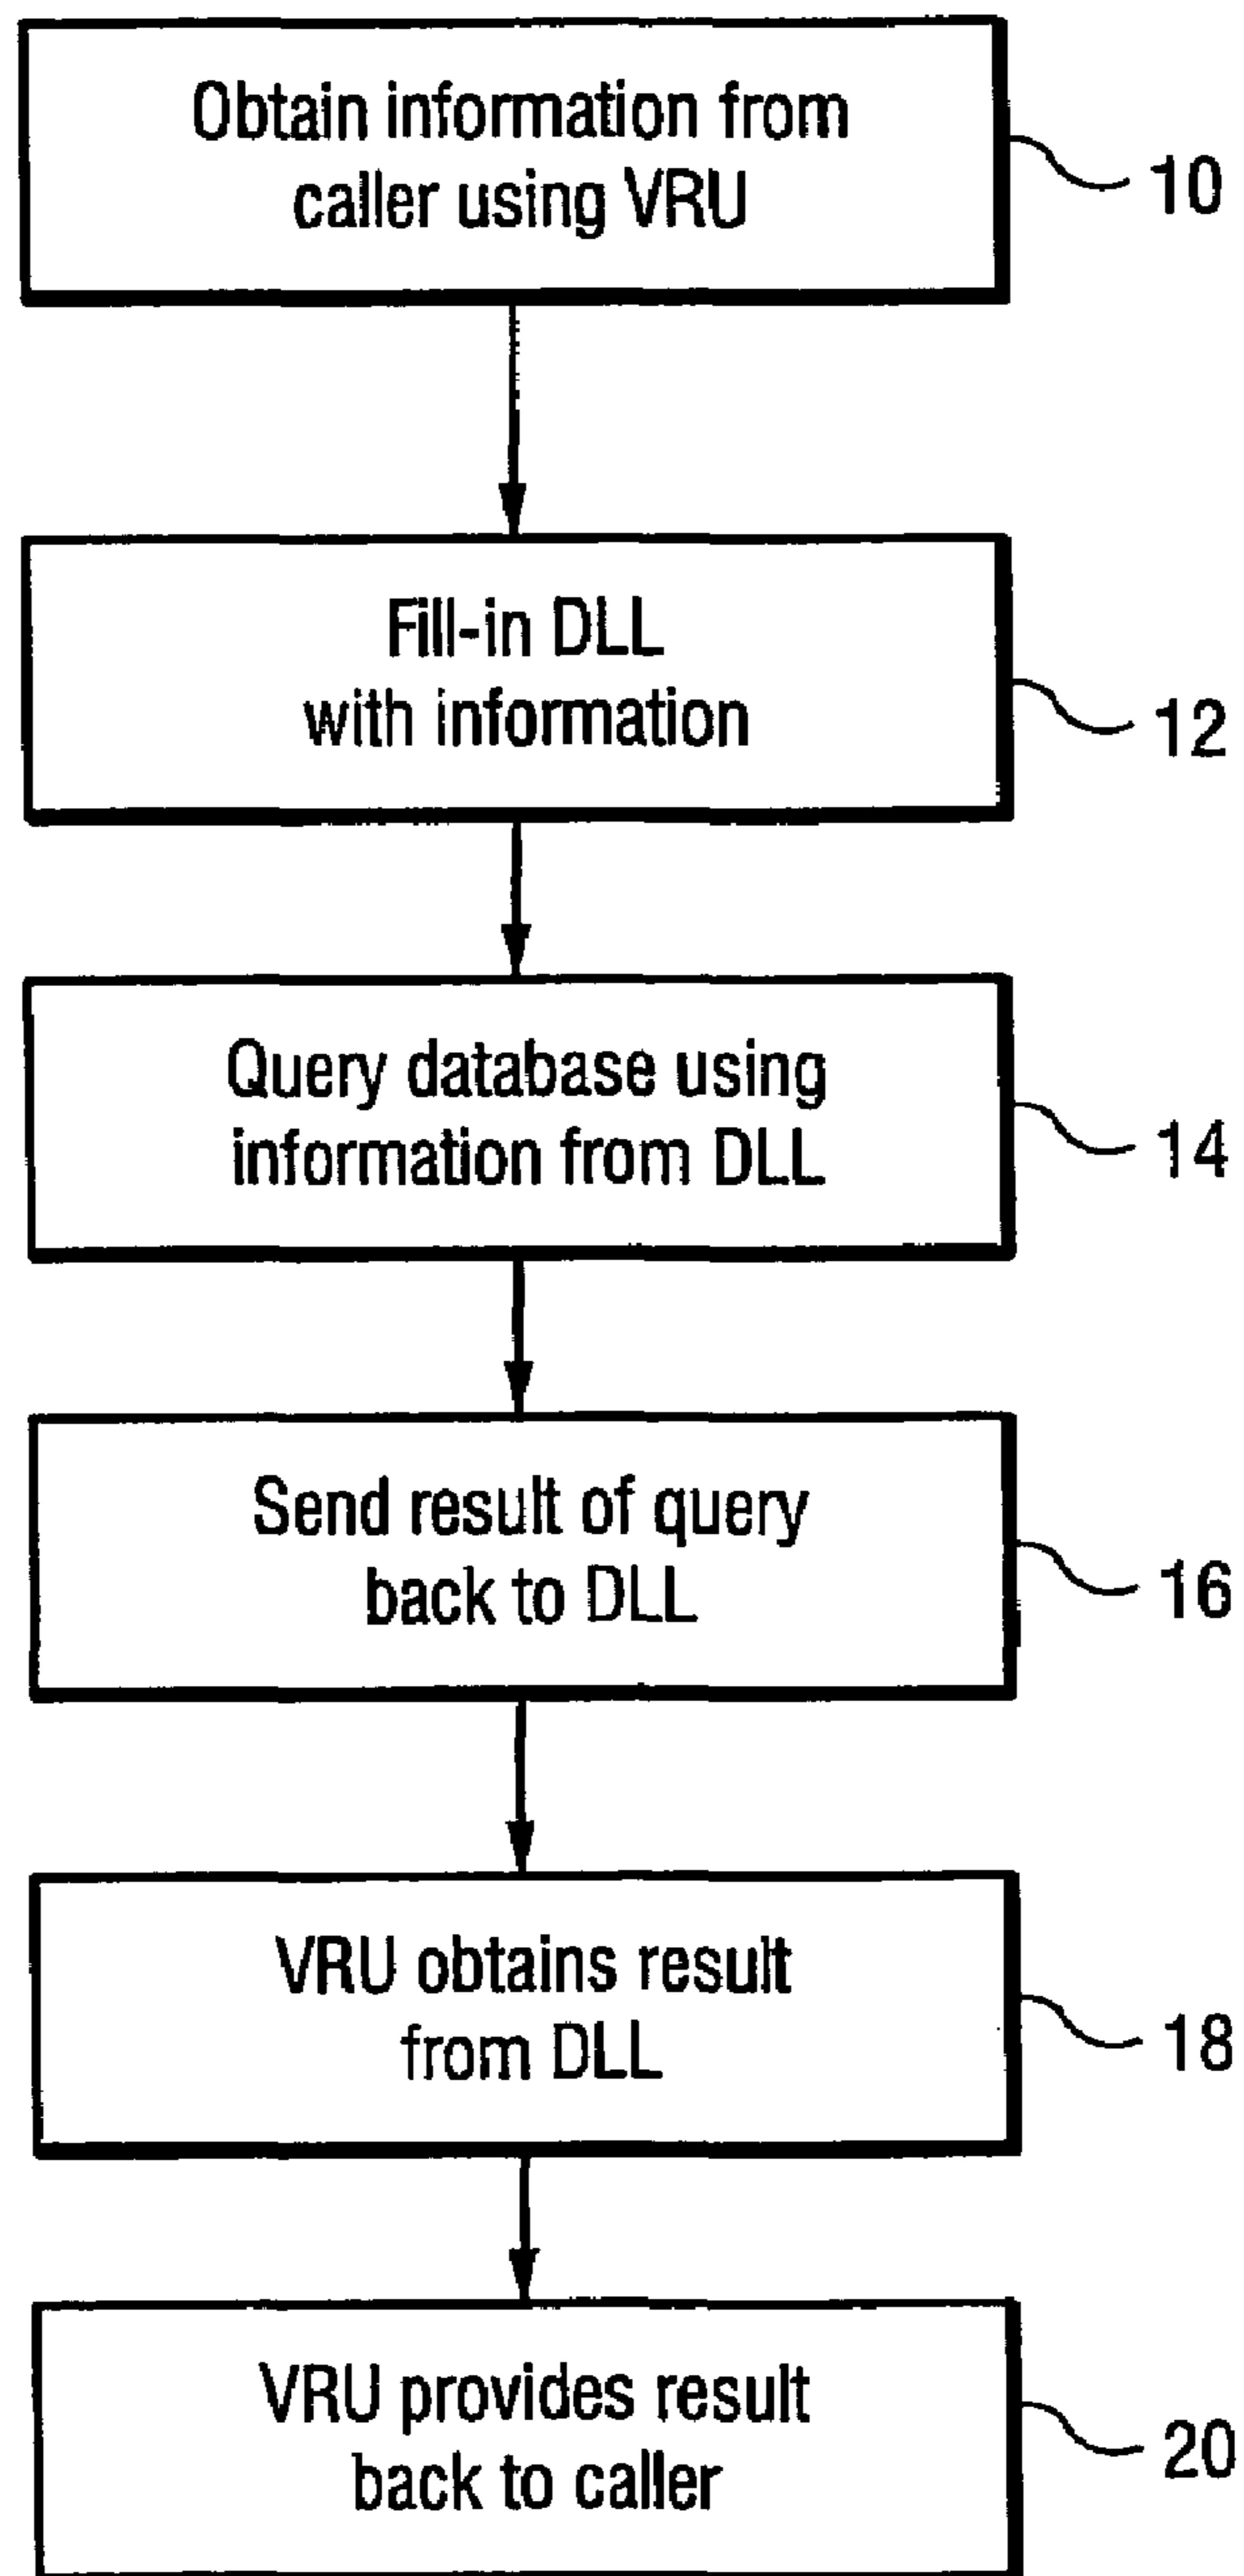 Obtain information from
caller using VRU
10
Fill-in DLL
with information
12
Query database using
information from DLL
14
Send result of query
back to DLL
16
VRU obtains result
from DLL
18
VRU provides result
back to caller
20